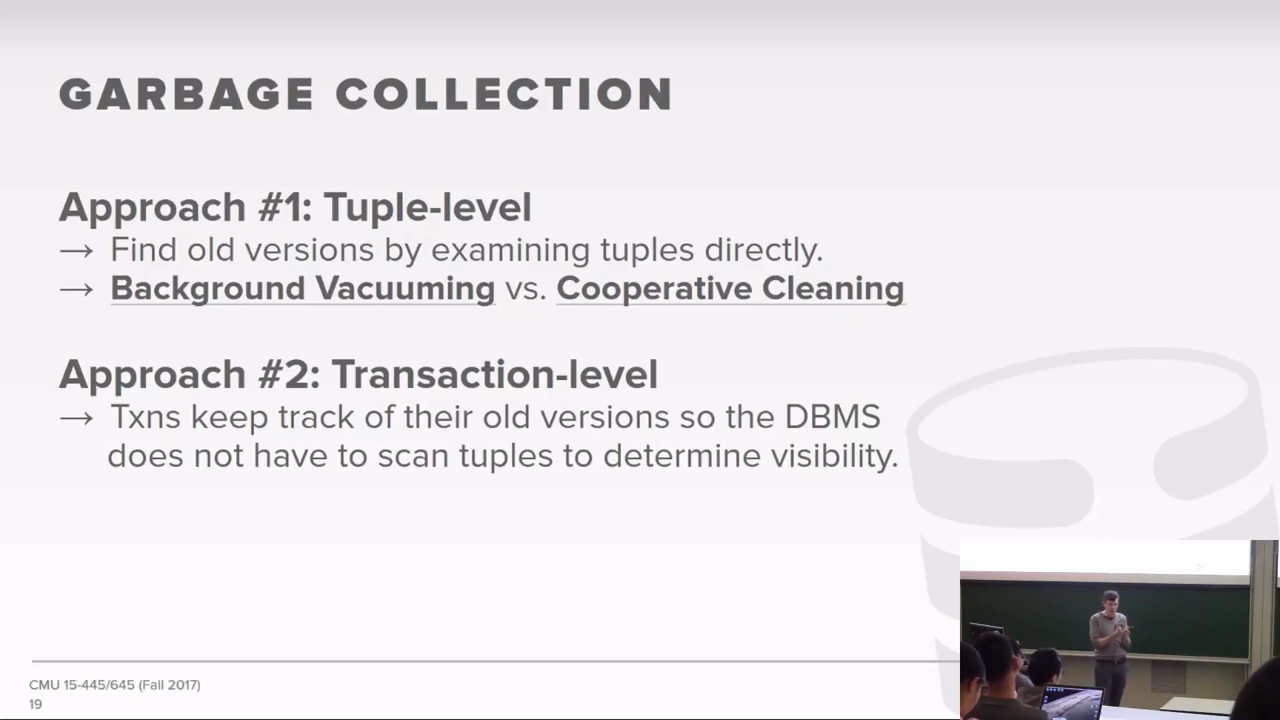 GARBAGE COLLECTION
Approach #1: Tuple-level
→ Find old versions by examining tuples directly.
→ Background Vacuuming vs. Cooperative Cleaning
Approach #2: Transaction-level
→ Txns keep track of their old versions so the DBMS
does not have to scan tuples to determine visibility.
CMU 15-445/645 (Fall 2017)
19